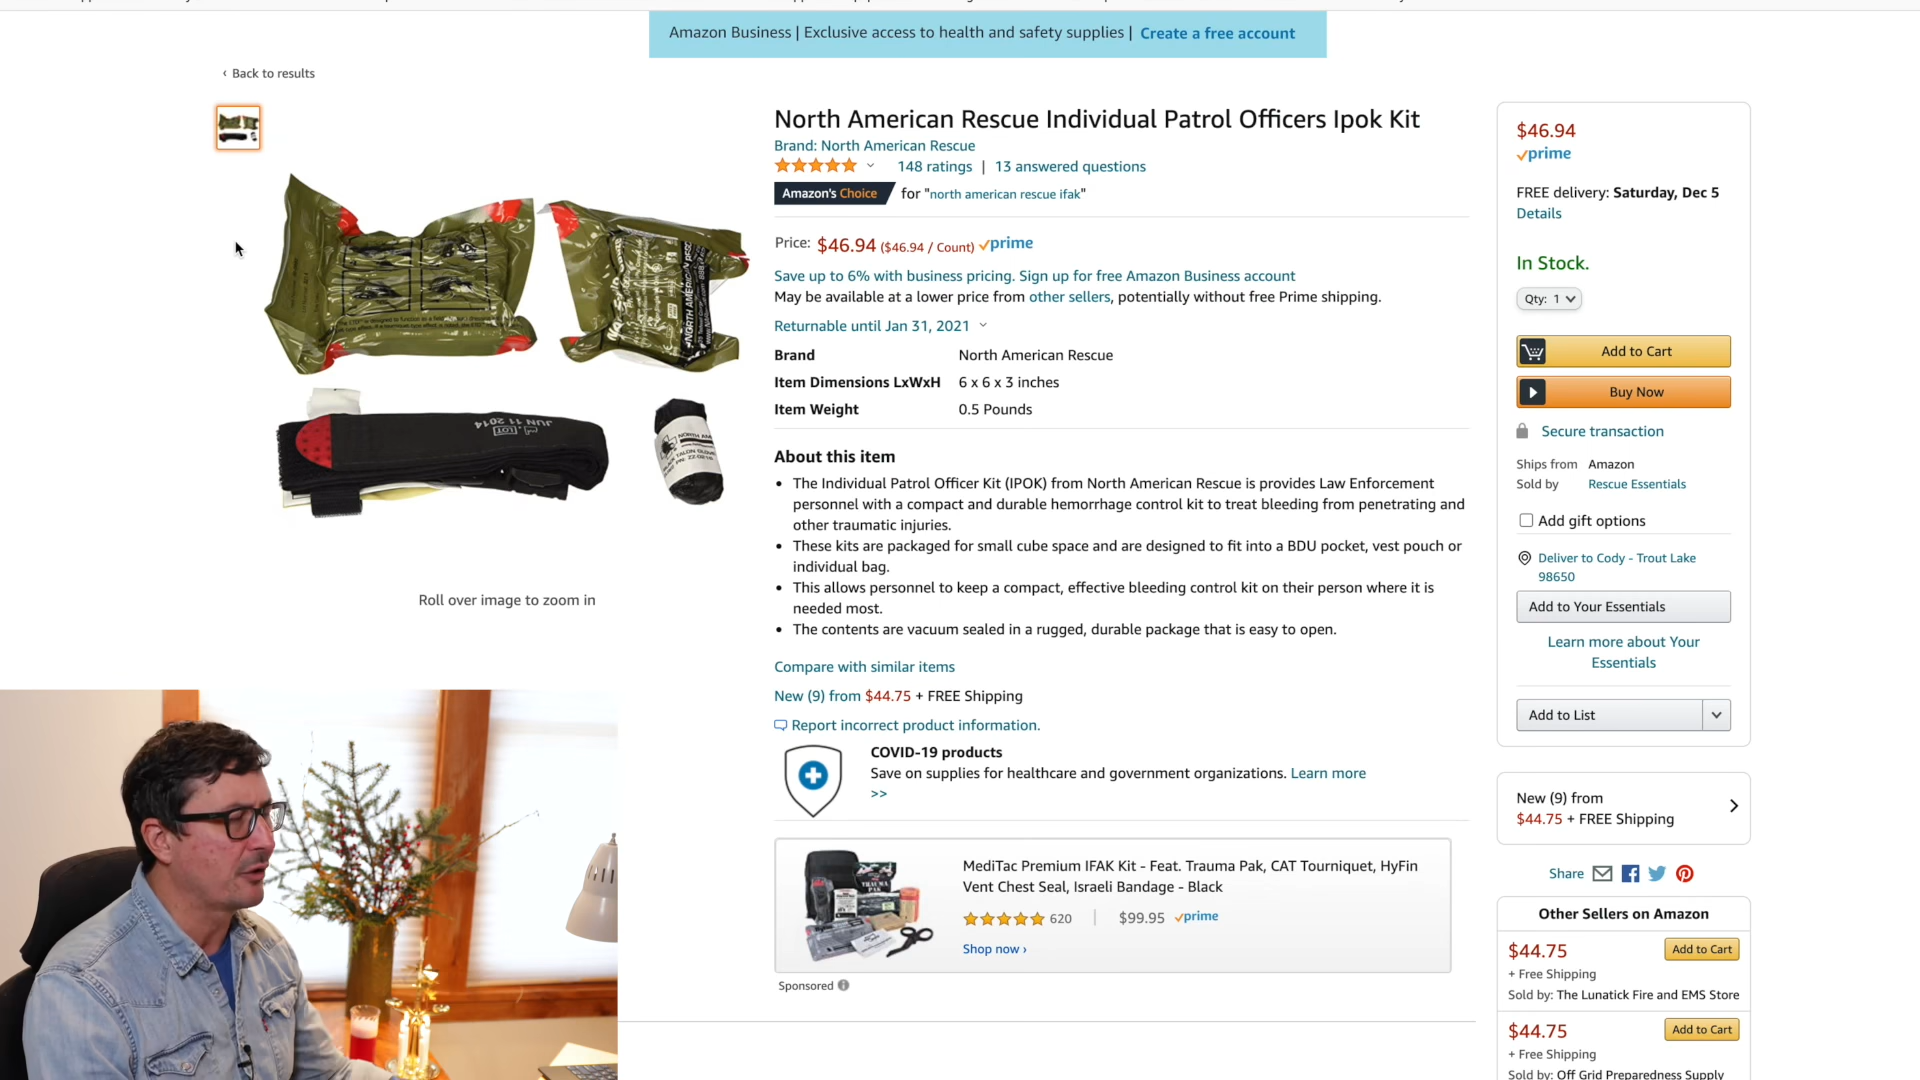 Amazon Business | Exclusive access to health and safety supplies | Create a free account
‹ Back to results
North American Rescue Individual Patrol Officers Ipok Kit
Brand: North American Rescue
148 ratings | 13 answered questions
Amazon's Choice for "north american rescue ifak"
Price: $46.94 ($46.94 / Count) prime
Save up to 6% with business pricing. Sign up for free Amazon Business account
May be available at a lower price from other sellers, potentially without free Prime shipping.
Returnable until Jan 31, 2021
Brand North American Rescue
Item Dimensions LxWxH 6 x 6 x 3 inches
Item Weight 0.5 Pounds
About this item
• The Individual Patrol Officer Kit (IPOK) from North American Rescue is provides Law Enforcement
personnel with a compact and durable hemorrhage control kit to treat bleeding from penetrating and
other traumatic injuries.
• These kits are packaged for small cube space and are designed to fit into a BDU pocket, vest pouch or
individual bag.
• This allows personnel to keep a compact, effective bleeding control kit on their person where it is
needed most.
• The contents are vacuum sealed in a rugged, durable package that is easy to open.
Compare with similar items
New (9) from $44.75 + FREE Shipping
Report incorrect product information.
COVID-19 products
Save on supplies for healthcare and government organizations. Learn more
>>
MediTac Premium IFAK Kit - Feat. Trauma Pak, CAT Tourniquet, HyFin
Vent Chest Seal, Israeli Bandage - Black
620 | $99.95 prime
Shop now ›
Sponsored
JUN 11 2014
LOT
NORTH AMERICAN RESC
NORTH AM
TRAUMA
PAK
Roll over image to zoom in
$46.94
prime
FREE delivery: Saturday, Dec 5
Details
In Stock.
Qty: 1
Add to Cart
Buy Now
Secure transaction
Ships from Amazon
Sold by Rescue Essentials
Add gift options
Deliver to Cody - Trout Lake
98650
Add to Your Essentials
Learn more about Your
Essentials
Add to List
New (9) from
$44.75 + FREE Shipping
Share
Other Sellers on Amazon
$44.75 Add to Cart
+ Free Shipping
Sold by: The Lunatick Fire and EMS Store
$44.75 Add to Cart
+ Free Shipping
Sold by: Off Grid Preparedness Supply